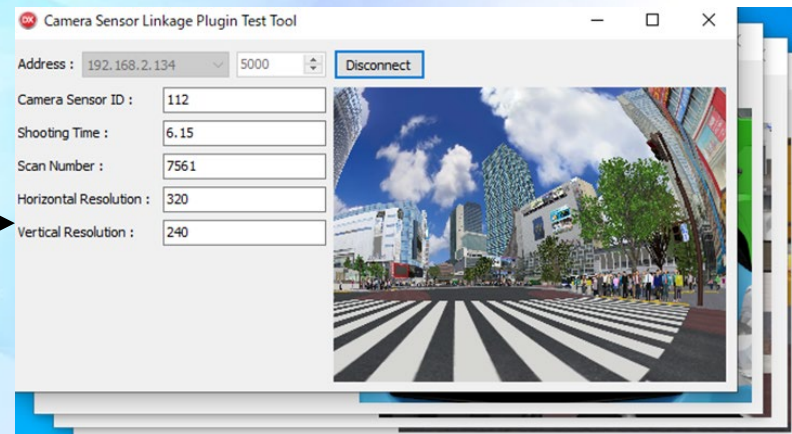 Camera Sensor Linkage Plugin Test Tool
Address : 192.168.2.134 5000 Disconnect
Camera Sensor ID : 112
Shooting Time : 6.15
Scan Number : 7561
Horizontal Resolution : 320
Vertical Resolution : 240